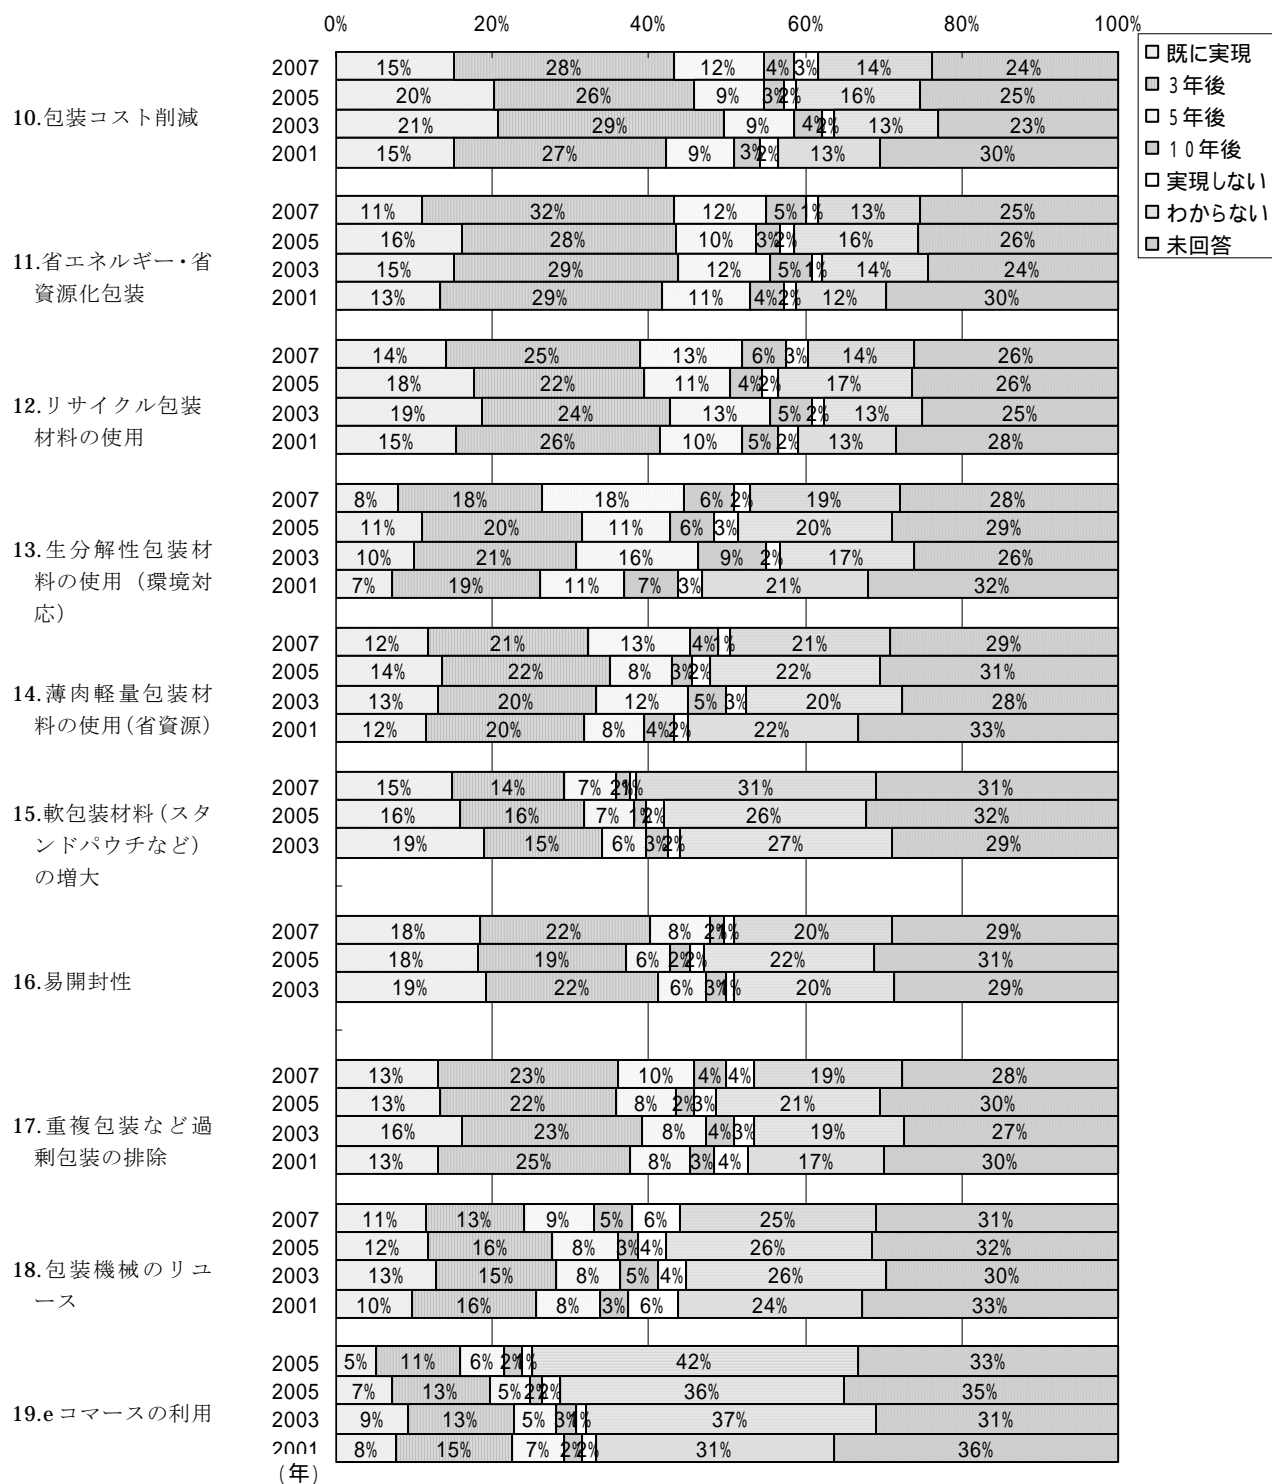 0% 20% 40% 60% 80% 100%
既に実現
3年後
5年後
10年後
実現しない
わからない
未回答
10.包装コスト削減
2007 15% 28% 12% 4% 3% 14% 24%
2005 20% 26% 9% 3% 2% 16% 25%
2003 21% 29% 9% 4% 2% 13% 23%
2001 15% 27% 9% 3% 2% 13% 30%
11.省エネルギー・省
資源化包装
2007 11% 32% 12% 5% 1% 13% 25%
2005 16% 28% 10% 3% 2% 16% 26%
2003 15% 29% 12% 5% 1% 14% 24%
2001 13% 29% 11% 4% 2% 12% 30%
12.リサイクル包装
材料の使用
2007 14% 25% 13% 6% 3% 14% 26%
2005 18% 22% 11% 4% 2% 17% 26%
2003 19% 24% 13% 5% 2% 13% 25%
2001 15% 26% 10% 5% 2% 13% 28%
13.生分解性包装材
料の使用（環境対
応）
2007 8% 18% 18% 6% 2% 19% 28%
2005 11% 20% 11% 6% 3% 20% 29%
2003 10% 21% 16% 9% 2% 17% 26%
2001 7% 19% 11% 7% 3% 21% 32%
14.薄肉軽量包装材
料の使用（省資源）
2007 12% 21% 13% 4% 1% 21% 29%
2005 14% 22% 8% 3% 2% 22% 31%
2003 13% 20% 12% 5% 3% 20% 28%
2001 12% 20% 8% 4% 2% 22% 33%
15.軟包装材料（スタ
ンドパウチなど）
の増大
2007 15% 14% 7% 2% 1% 31% 31%
2005 16% 16% 7% 1% 2% 26% 32%
2003 19% 15% 6% 3% 2% 27% 29%
16.易開封性
2007 18% 22% 8% 2% 1% 20% 29%
2005 18% 19% 6% 2% 2% 22% 31%
2003 19% 22% 6% 3% 1% 20% 29%
17.重複包装など過
剰包装の排除
2007 13% 23% 10% 4% 4% 19% 28%
2005 13% 22% 8% 2% 3% 21% 30%
2003 16% 23% 8% 4% 3% 19% 27%
2001 13% 25% 8% 3% 4% 17% 30%
18.包装機械のリユ
ース
2007 11% 13% 9% 5% 6% 25% 31%
2005 12% 16% 8% 3% 4% 26% 32%
2003 13% 15% 8% 5% 4% 26% 30%
2001 10% 16% 8% 3% 6% 24% 33%
19.eコマースの利用
2005 5% 11% 6% 2% 1% 42% 33%
2005 7% 13% 5% 2% 2% 36% 35%
2003 9% 13% 5% 3% 1% 37% 31%
2001 8% 15% 7% 2% 2% 31% 36%
(年)